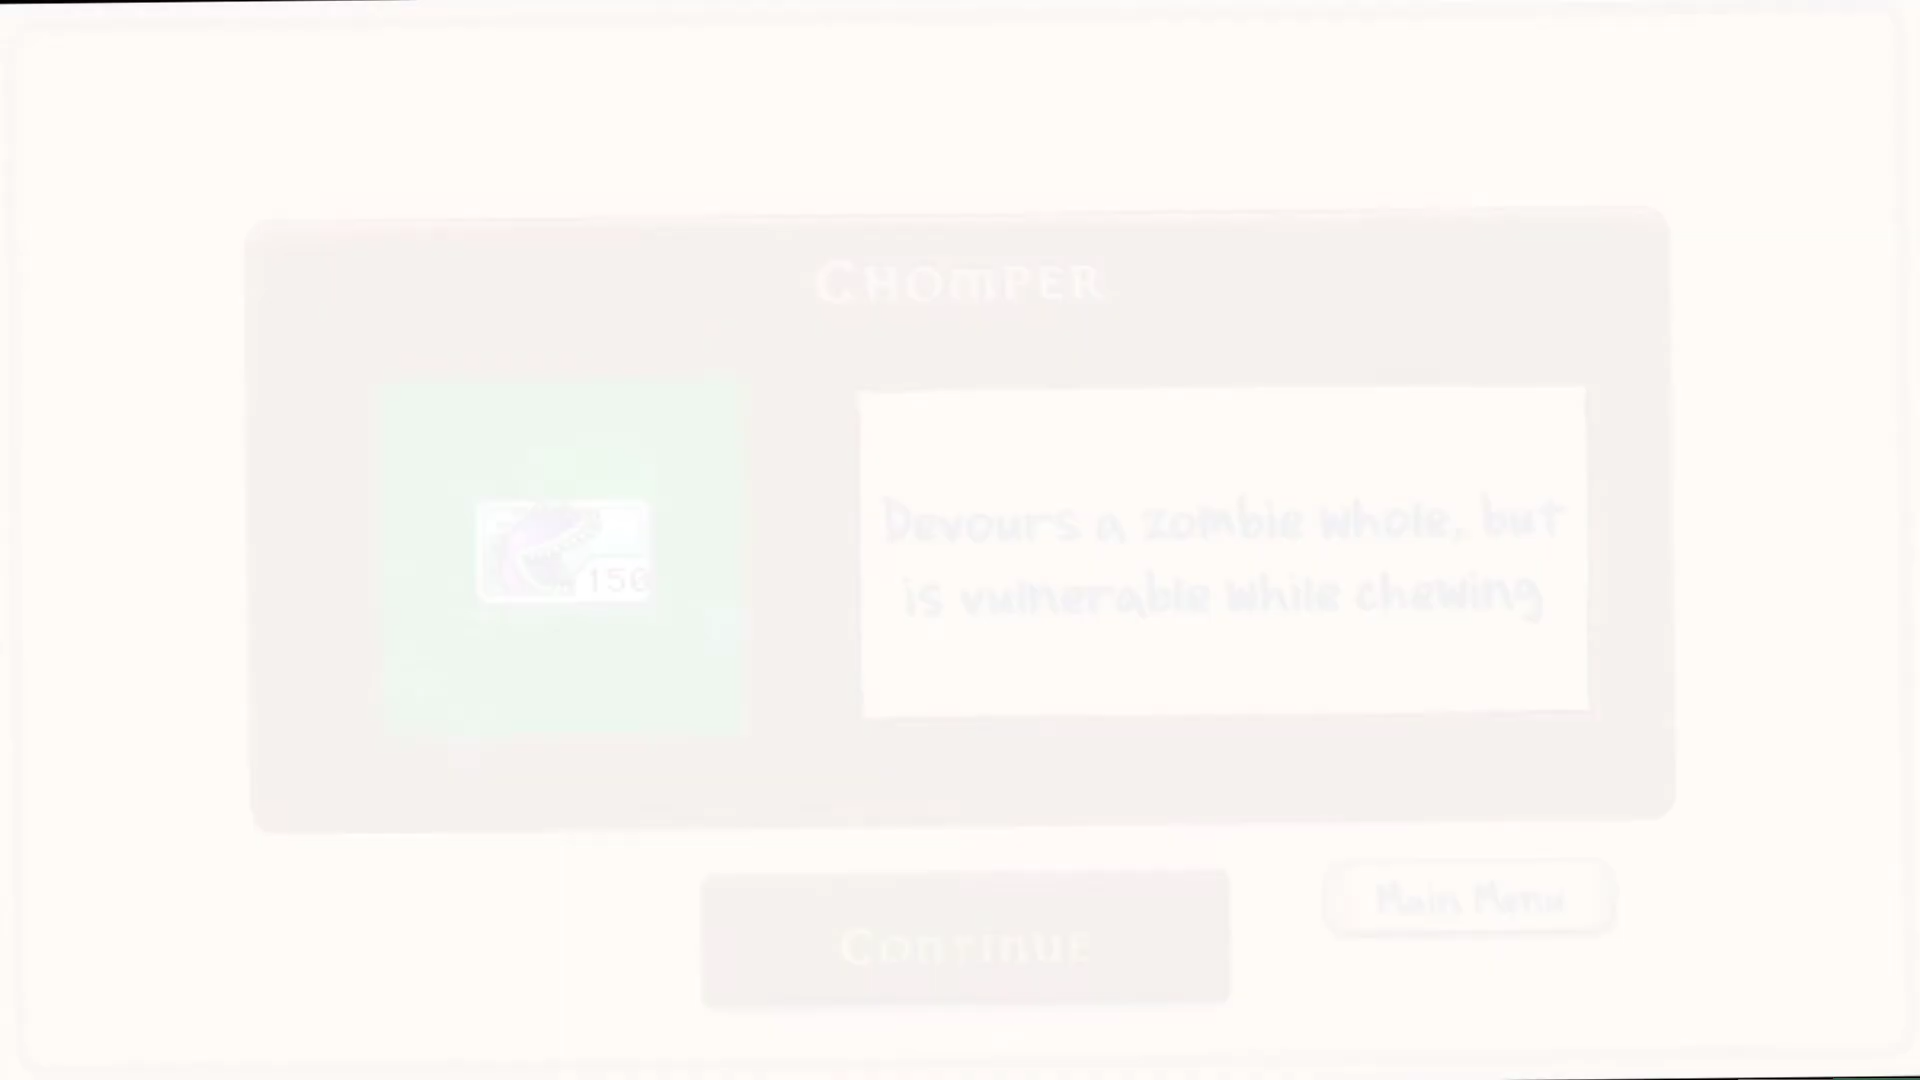 Chomper
150
Devours a zombie whole, but
is vulnerable while chewing
Main Menu
Continue